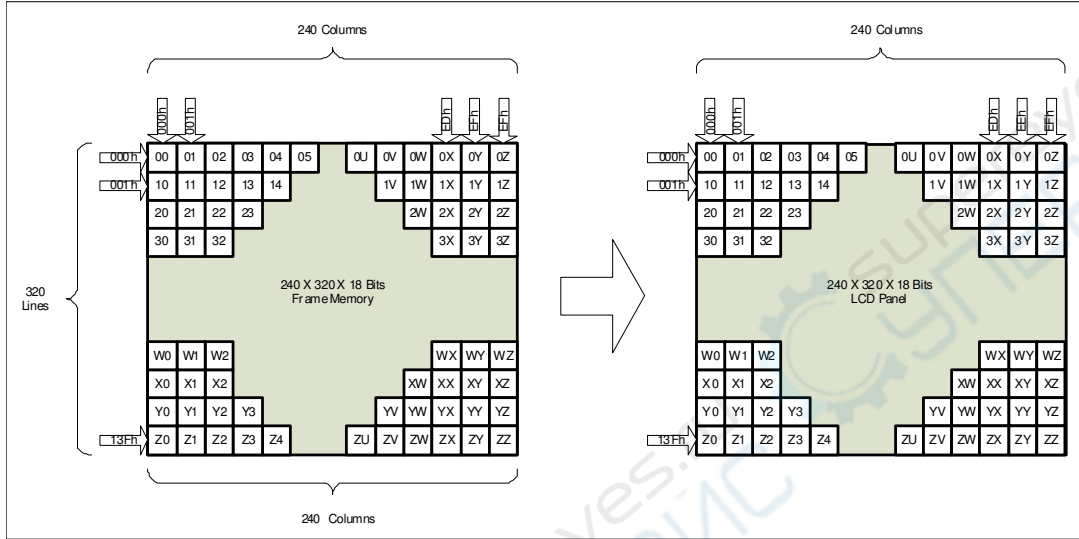 240 Columns 240 Columns
000h 001h EDh EFh EFh 000h 001h EDh EEh EFh
000h 00 01 02 03 04 05 0U 0V 0W 0X 0Y 0Z 000h 00 01 02 03 04 05 0U 0V 0W 0X 0Y 0Z
001h 10 11 12 13 14 1V 1W 1X 1Y 1Z 001h 10 11 12 13 14 1V 1W 1X 1Y 1Z
20 21 22 23 2W 2X 2Y 2Z 20 21 22 23 2W 2X 2Y 2Z
30 31 32 3X 3Y 3Z 30 31 32 3X 3Y 3Z
320
Lines
240 X 320 X 18 Bits
Frame Memory
240 X 320 X 18 Bits
LCD Panel
W0 W1 W2 WX WY WZ W0 W1 W2 WX WY WZ
X0 X1 X2 XW XX XY XZ X0 X1 X2 XW XX XY XZ
Y0 Y1 Y2 Y3 YV YW YX YY YZ Y0 Y1 Y2 Y3 YV YW YX YY YZ
13Fh Z0 Z1 Z2 Z3 Z4 ZU ZV ZW ZX ZY ZZ 13Fh Z0 Z1 Z2 Z3 Z4 ZU ZV ZW ZX ZY ZZ
240 Columns